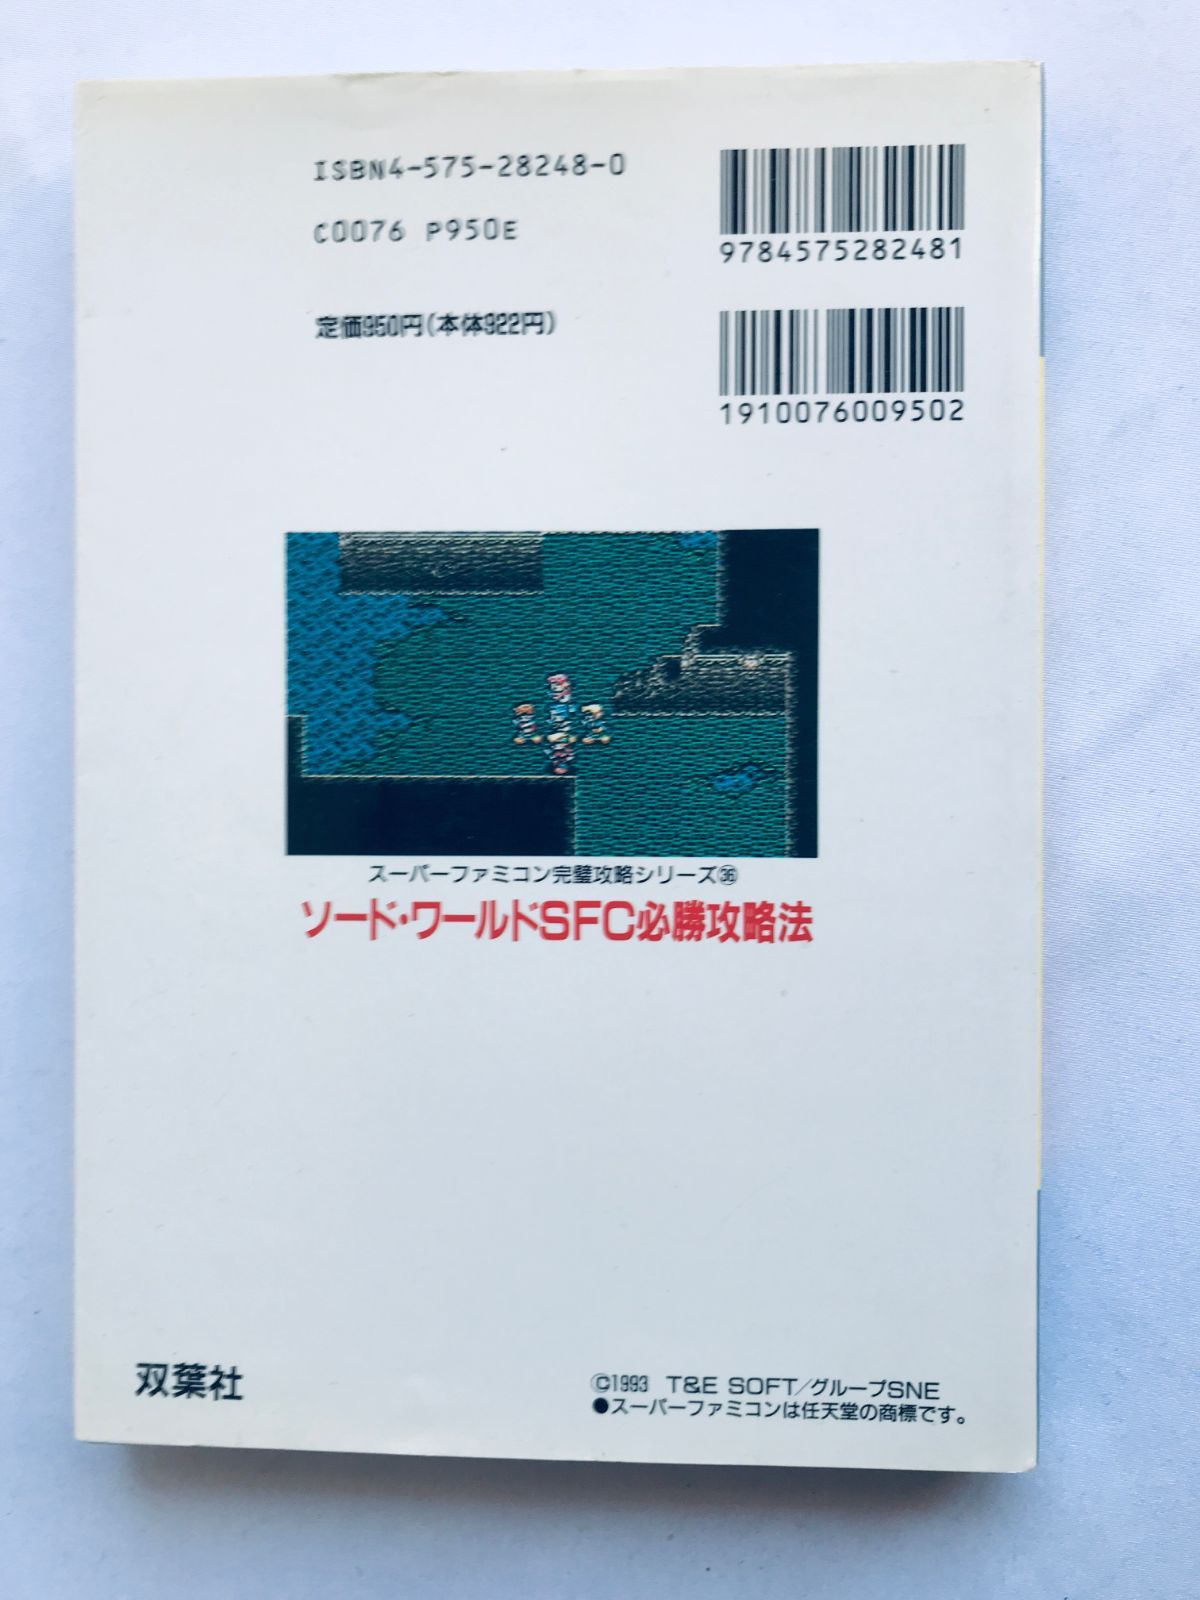 ISBN4-575-28248-0
C0076 P950E
定価950円(本体922円)
9784575282481
1910076009502
スーパーファミコン完璧攻略シリーズ㊱
ソード・ワールドSFC必勝攻略法
双葉社
©1993 T&E SOFT/グループSNE
●スーパーファミコンは任天堂の商標です。